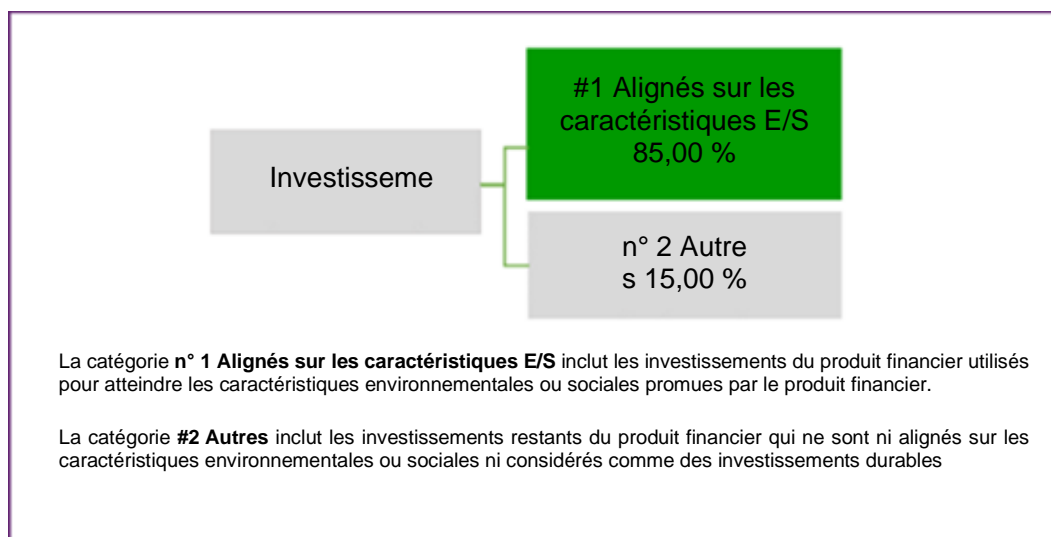 #1 Alignés sur les
caractéristiques E/S
85,00 %
Investisseme
n° 2 Autre
s 15,00 %
La catégorie n° 1 Alignés sur les caractéristiques E/S inclut les investissements du produit financier utilisés
pour atteindre les caractéristiques environnementales ou sociales promues par le produit financier.
La catégorie #2 Autres inclut les investissements restants du produit financier qui ne sont ni alignés sur les
caractéristiques environnementales ou sociales ni considérés comme des investissements durables